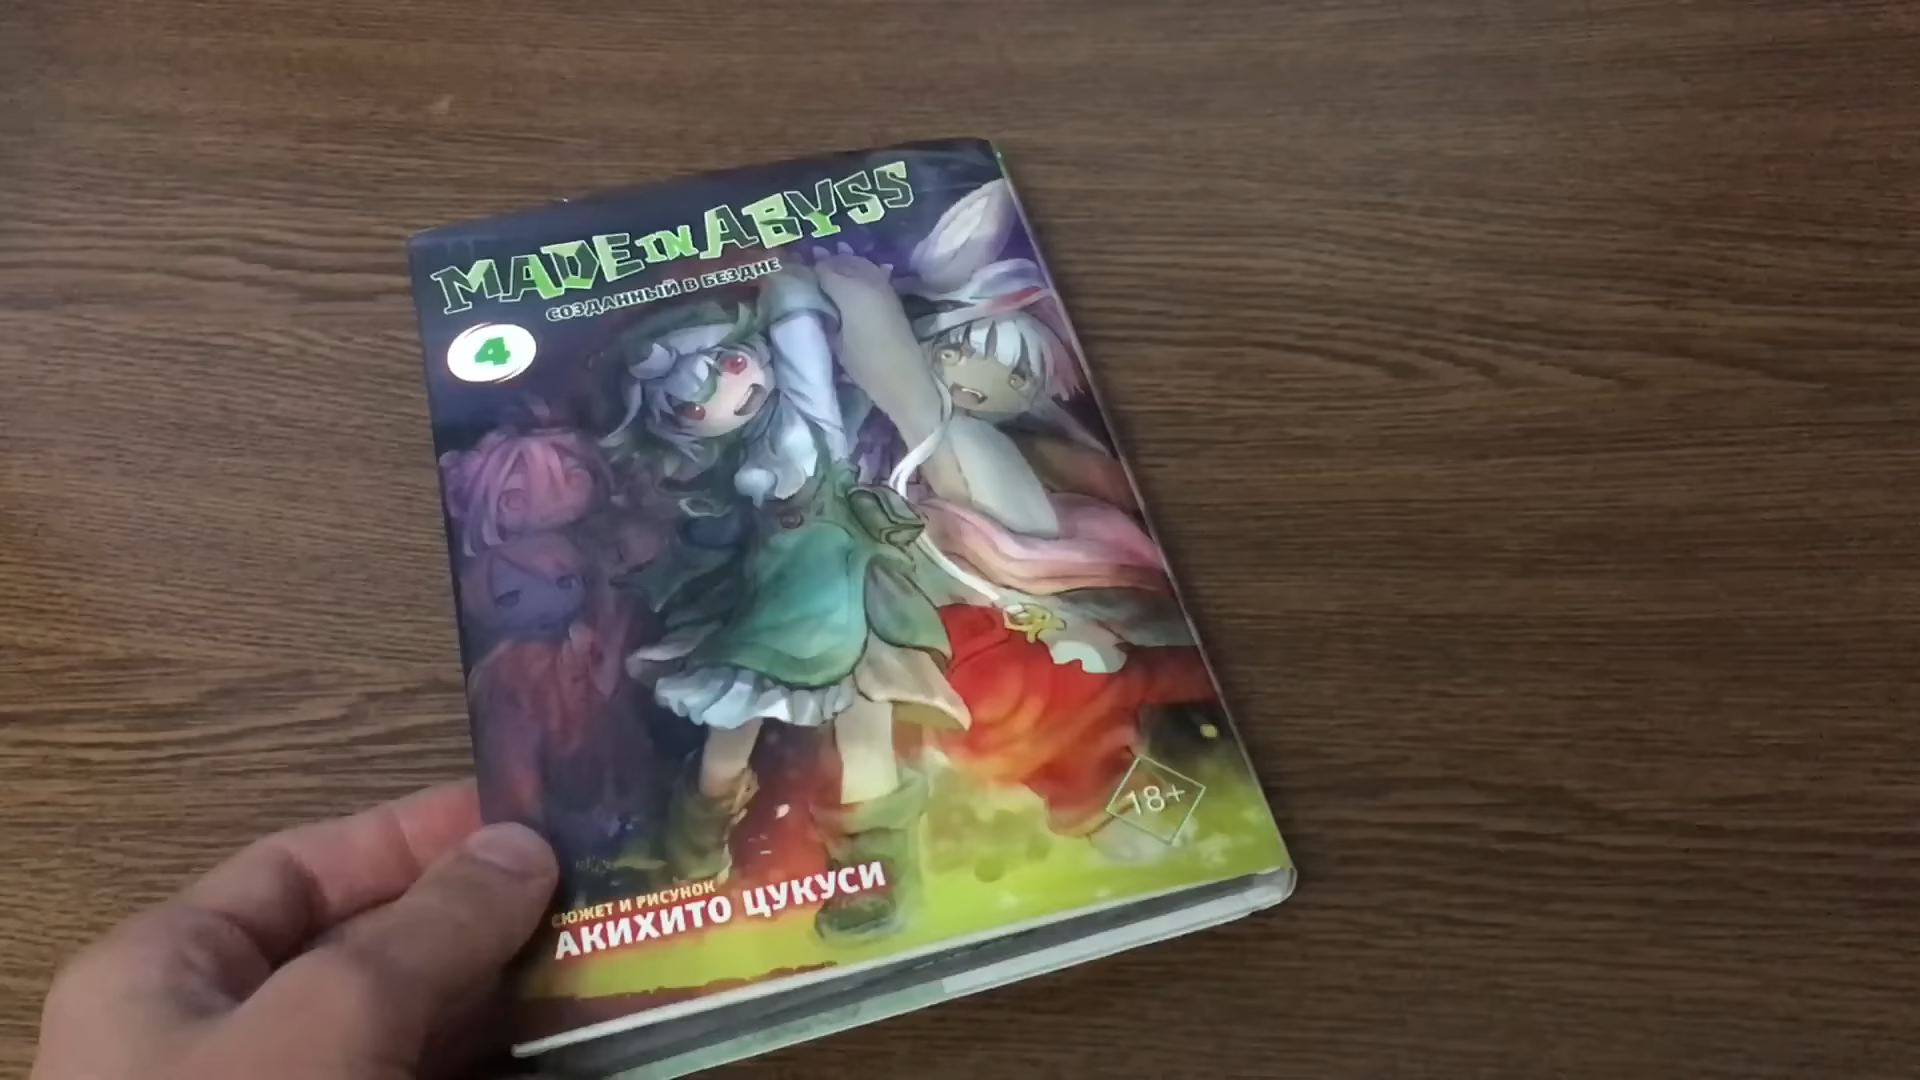 MADE IN ABYSS
СОЗДАННЫЙ В БЕЗДНЕ
4
18+
СЮЖЕТ И РИСУНОК
АКИХИТО ЦУКУСИ